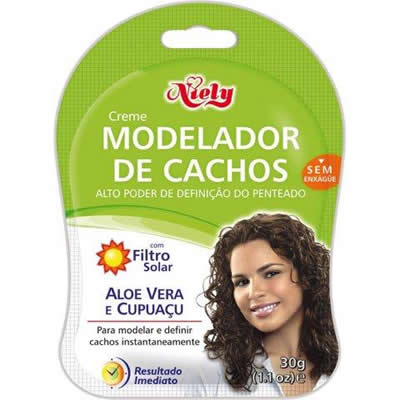 Niely
Creme
MODELADOR
DE CACHOS
ALTO PODER DE DEFINIÇÃO DO PENTEADO
SEM
ENXAGÜE
com
Filtro
Solar
ALOE VERA
E CUPUAÇU
Para modelar e definir
cachos instantaneamente
Resultado
Imediato
30g
(1.1 oz) ℮